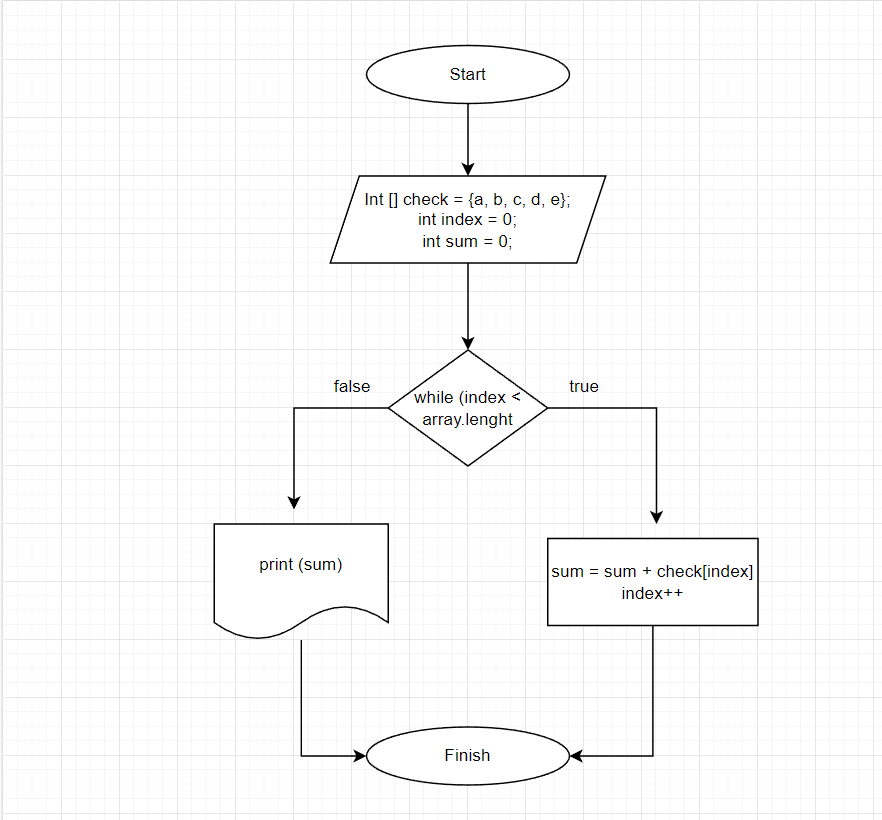 Start
Int [] check = {a, b, c, d, e};
int index = 0;
int sum = 0;
false
true
while (index <
array.lenght
print (sum)
sum = sum + check[index]
index++
Finish